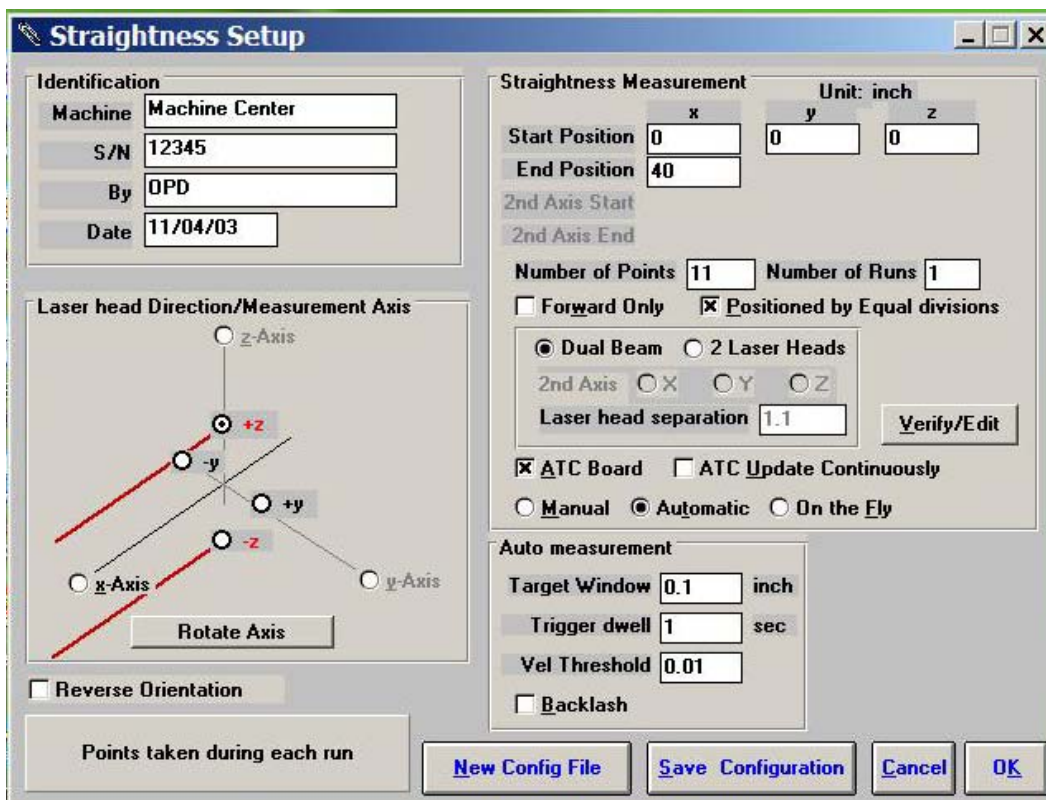 Straightness Setup
Identification
Machine Machine Center
S/N 12345
By OPD
Date 11/04/03
Laser head Direction/Measurement Axis
z-Axis
+z
-y
+y
-z
x-Axis
y-Axis
Rotate Axis
Reverse Orientation
Points taken during each run
Straightness Measurement
Unit: inch
x y z
Start Position 0 0 0
End Position 40
2nd Axis Start
2nd Axis End
Number of Points 11 Number of Runs 1
Forward Only Positioned by Equal divisions
Dual Beam 2 Laser Heads
2nd Axis X Y Z
Laser head separation 1.1
Verify/Edit
ATC Board ATC Update Continuously
Manual Automatic On the Fly
Auto measurement
Target Window 0.1 inch
Trigger dwell 1 sec
Vel Threshold 0.01
Backlash
New Config File Save Configuration Cancel OK